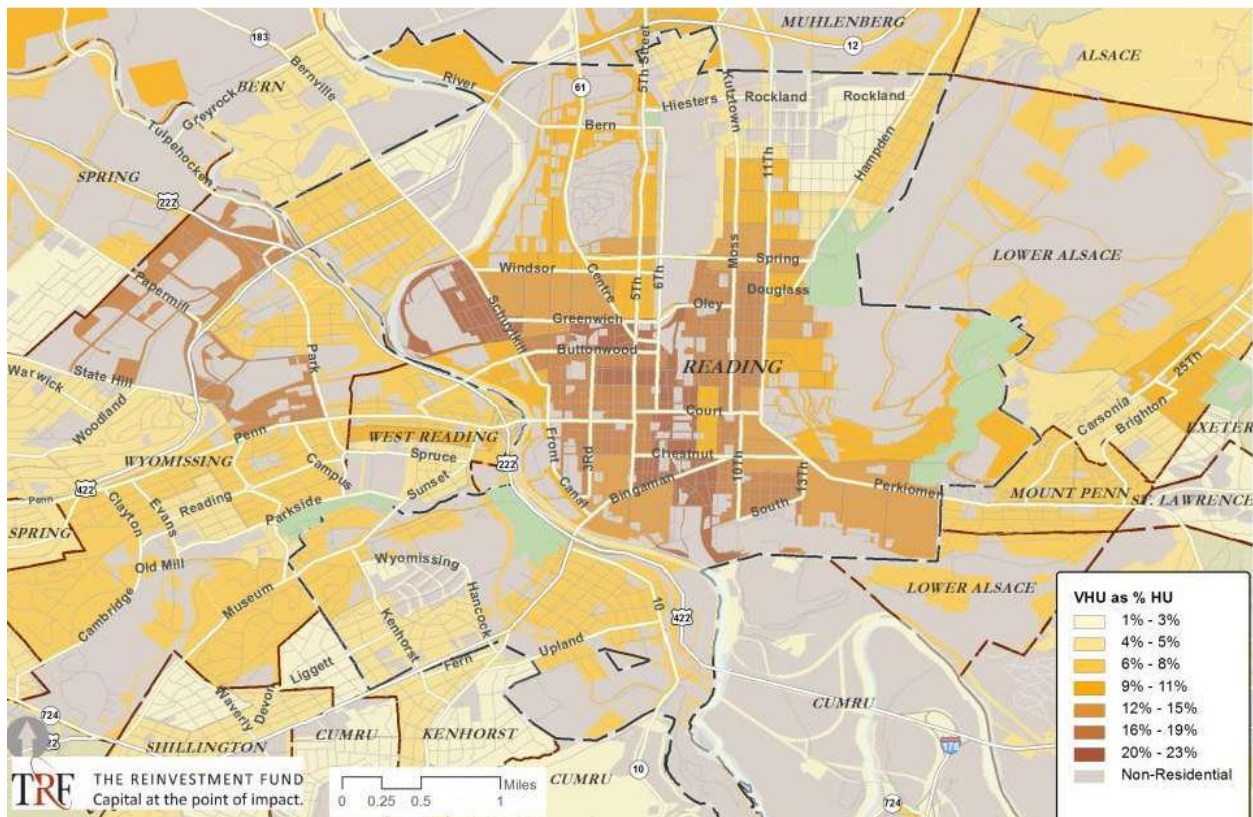 MUHLENBERG
183
12
61
5Th Street
ALSACE
BERN
Bernville
River
Kutztown
Greyrock
Hiesters
Rockland
Rockland
Tulpehocken
Bern
11Th
Hampden
SPRING
222
LOWER ALSACE
Moss
Spring
Windsor
Centre
5Th
6Th
Papermill
Douglass
Oley
Schuylkill
Greenwich
Park
Buttonwood
READING
25Th
Warwick
State Hill
Woodland
Carsonia
Brighton
Court
Penn
WEST READING
EXETER
Front
3Rd
Chestnut
Spruce
WYOMISSING
Campus
222
10Th
13Th
Penn
422
Sunset
Canal
Bingaman
Perkiomen
Clayton
Evans
Reading
Parkside
South
MOUNT PENN
ST. LAWRENCE
SPRING
Old Mill
Wyomissing
LOWER ALSACE
Cambridge
Museum
Hancock
10
422
Kenhorst
Upland
Liggett
Fern
Waverly
Devon
CUMRU
724
SHILLINGTON
CUMRU
KENHORST
CUMRU
176
10
724
VHU as % HU
1% - 3%
4% - 5%
6% - 8%
9% - 11%
12% - 15%
16% - 19%
20% - 23%
Non-Residential
TRF THE REINVESTMENT FUND
Capital at the point of impact.
Miles
0 0.25 0.5 1